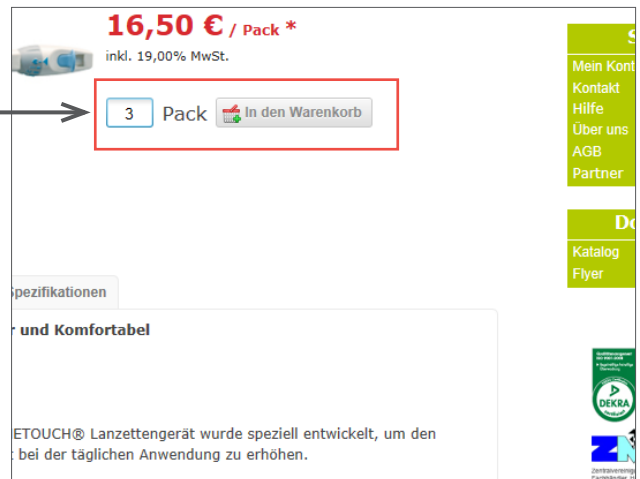 16,50 € / Pack *
inkl. 19,00% MwSt.
3 Pack In den Warenkorb
Mein Kont
Kontakt
Hilfe
Über uns
AGB
Partner
Katalog
Flyer
Spezifikationen
r und Komfortabel
NETOUCH® Lanzettengerät wurde speziell entwickelt, um den
t bei der täglichen Anwendung zu erhöhen.
DEKRA